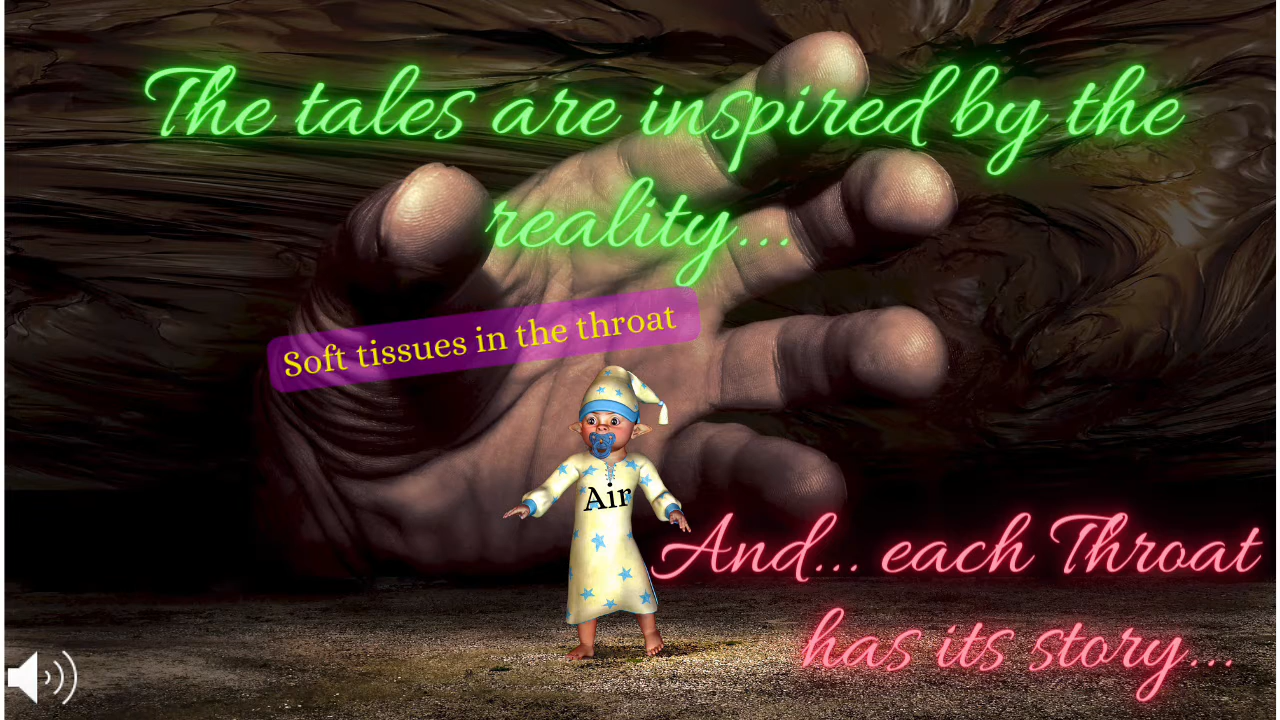 The tales are inspired by the
reality...
Soft tissues in the throat
Air
And... each Throat
has its story...